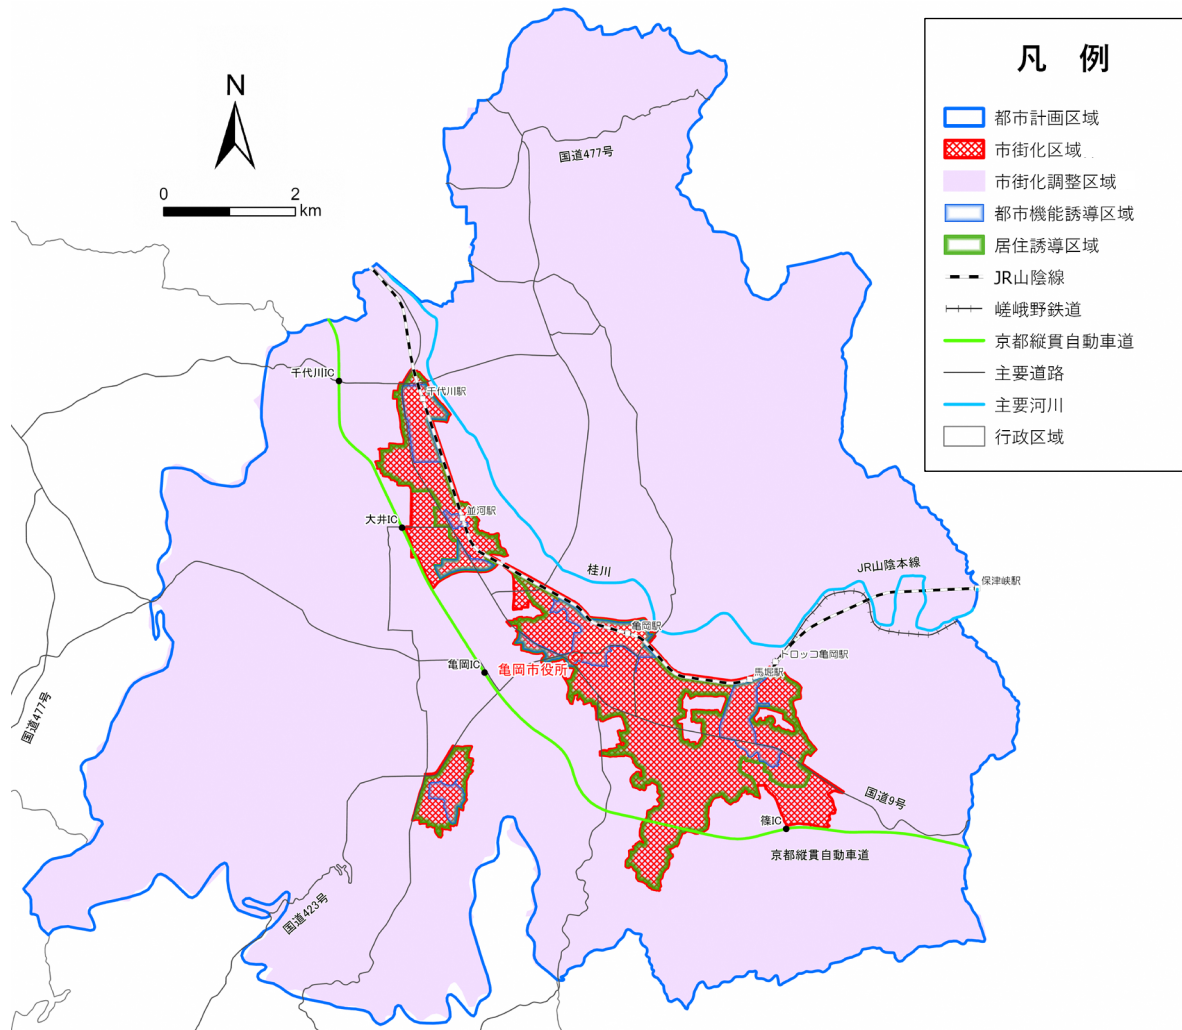 凡 例
都市計画区域
市街化区域
市街化調整区域
都市機能誘導区域
居住誘導区域
JR山陰線
嵯峨野鉄道
京都縦貫自動車道
主要道路
主要河川
行政区域
N
0 2
km
国道477号
千代川IC
千代川駅
大井IC
並河駅
桂川
JR山陰本線
保津峡駅
亀岡駅
トロッコ亀岡駅
馬堀駅
亀岡IC
亀岡市役所
国道477号
国道9号
篠IC
京都縦貫自動車道
国道423号